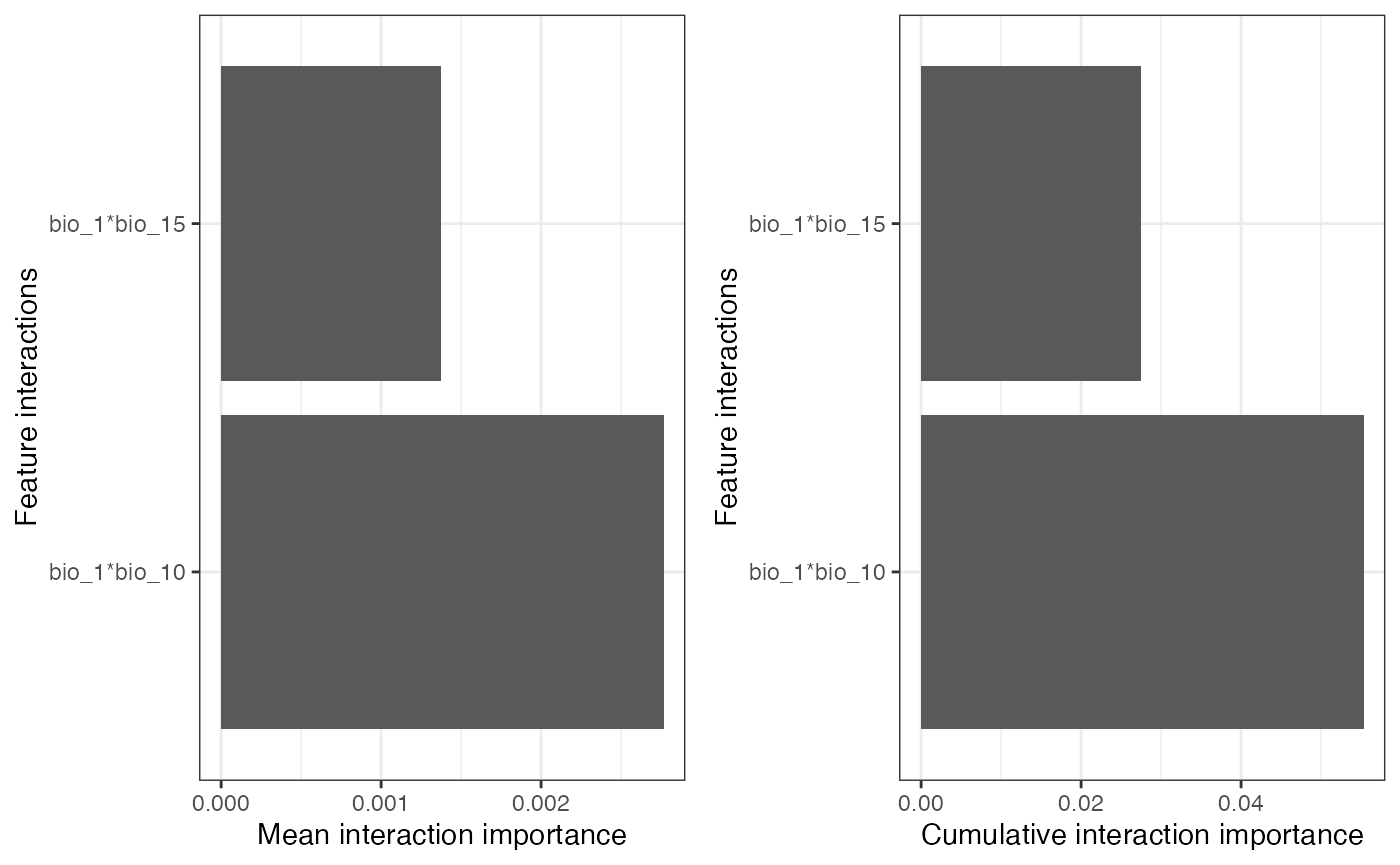 Feature interactions
bio_1*bio_15
bio_1*bio_10
0.000 0.001 0.002
Mean interaction importance
Feature interactions
bio_1*bio_15
bio_1*bio_10
0.00 0.02 0.04
Cumulative interaction importance